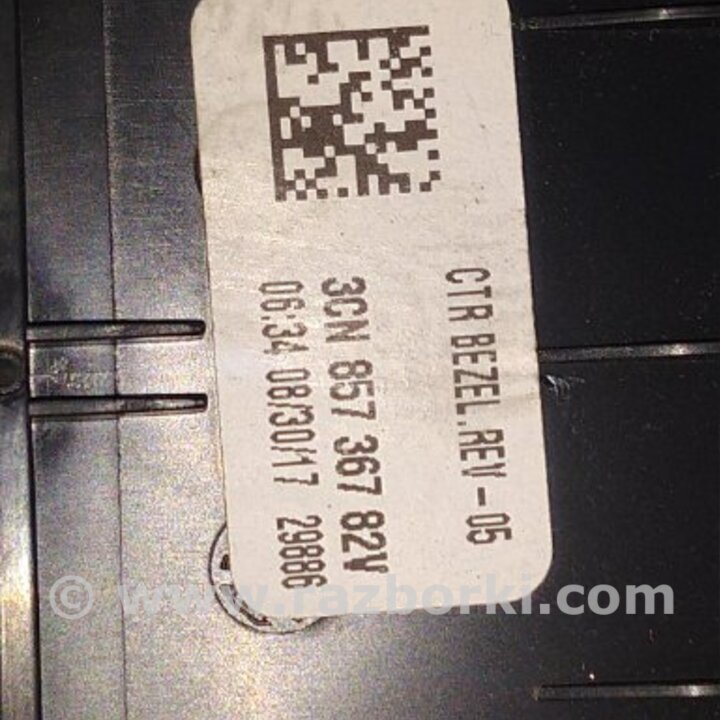 CTR BEZEL.REV-05
3CN 857 367 82V
06:34 08/30/17 29886
© www.razborki.com